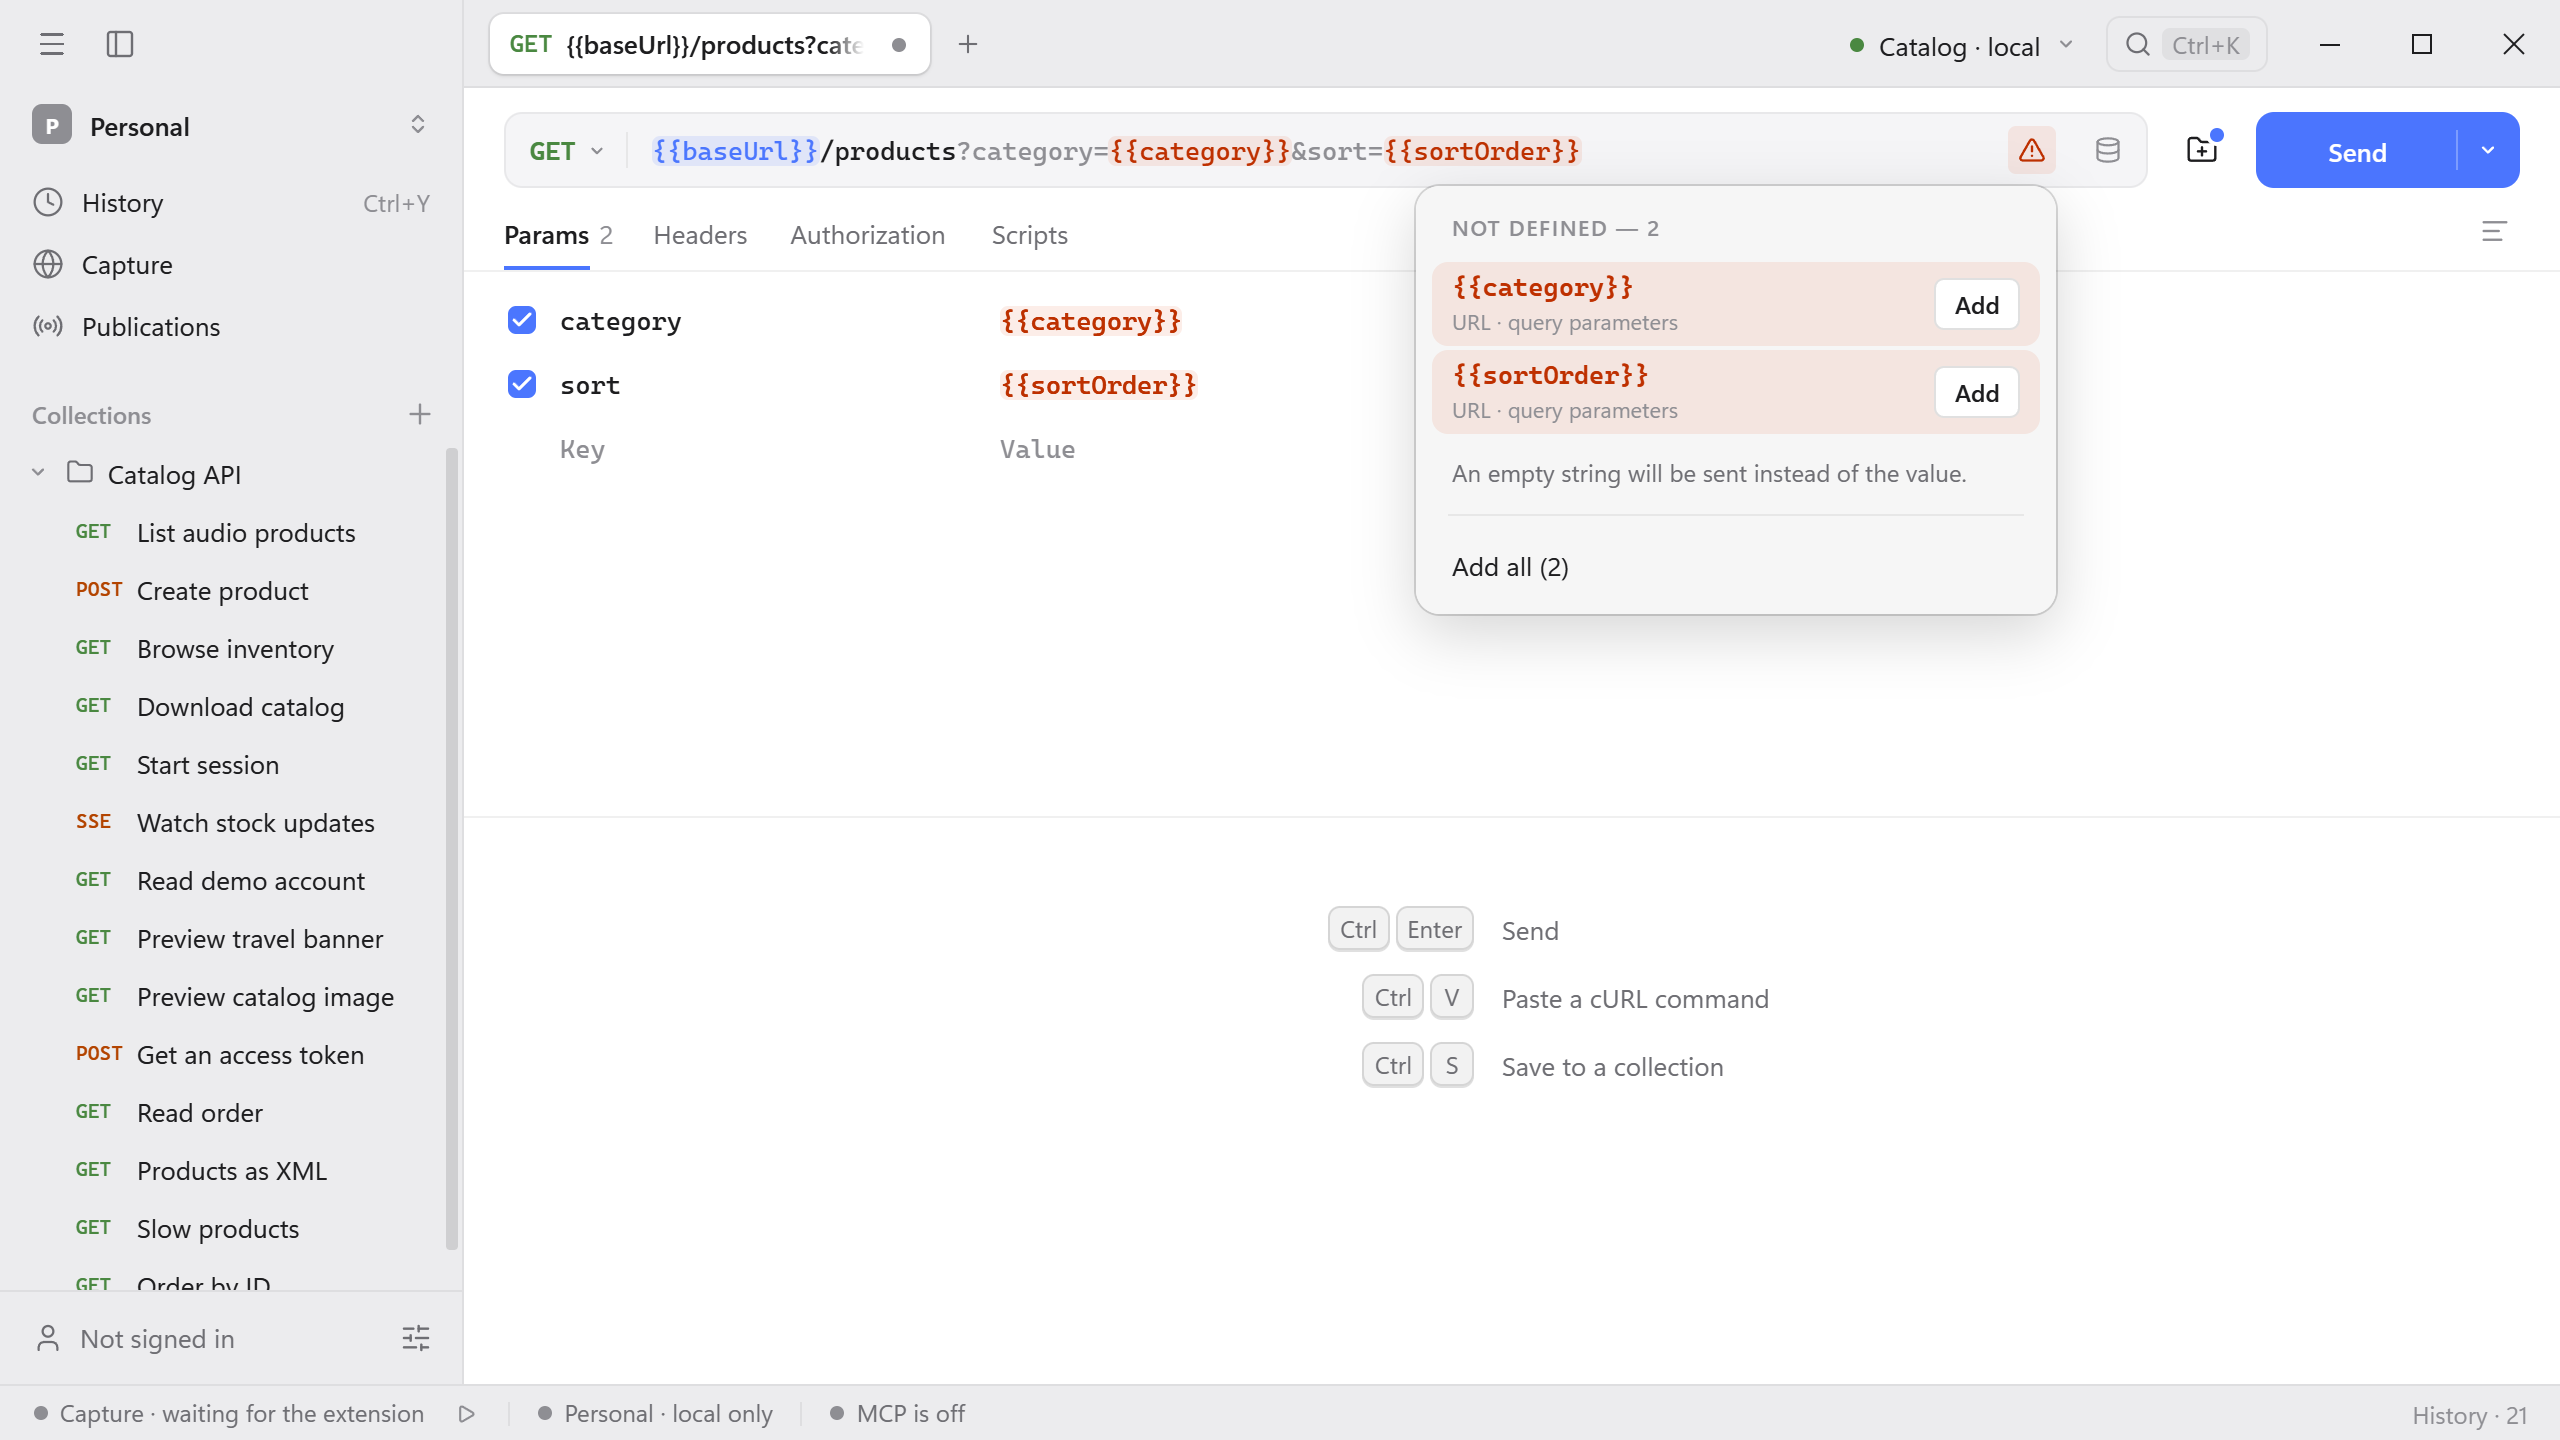 GET {{baseUrl}}/products?cate
Catalog · local
Ctrl+K
P Personal
History Ctrl+Y
Capture
Publications
Collections
Catalog API
GET List audio products
POST Create product
GET Browse inventory
GET Download catalog
GET Start session
SSE Watch stock updates
GET Read demo account
GET Preview travel banner
GET Preview catalog image
POST Get an access token
GET Read order
GET Products as XML
GET Slow products
GET Order by ID
Not signed in
GET {{baseUrl}}/products?category={{category}}&sort={{sortOrder}}
Send
Params 2 Headers Authorization Scripts
category {{category}}
sort {{sortOrder}}
Key Value
NOT DEFINED — 2
{{category}}
URL · query parameters
Add
{{sortOrder}}
URL · query parameters
Add
An empty string will be sent instead of the value.
Add all (2)
Ctrl Enter Send
Ctrl V Paste a cURL command
Ctrl S Save to a collection
Capture · waiting for the extension
Personal · local only
MCP is off
History · 21